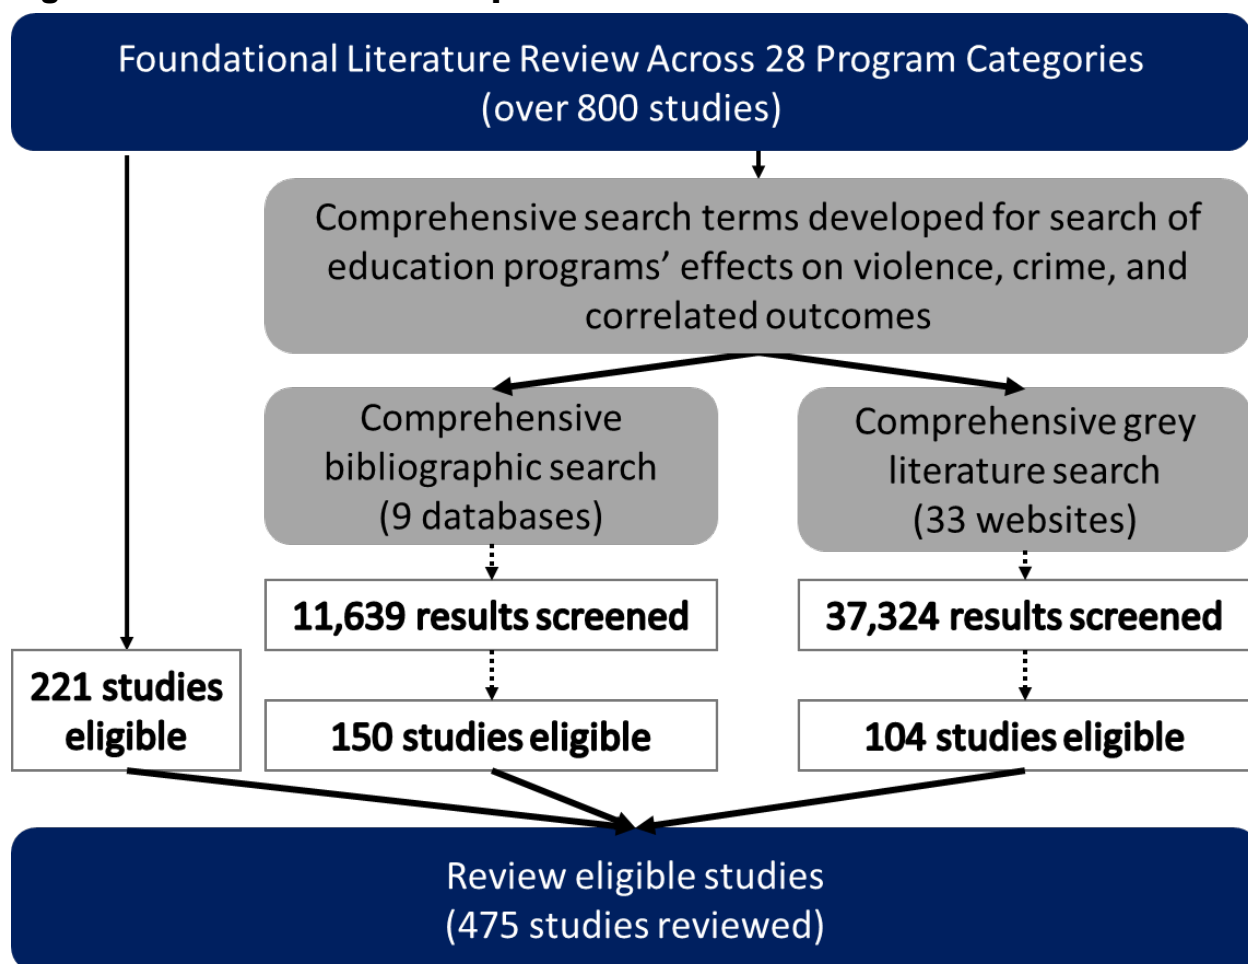 Foundational Literature Review Across 28 Program Categories
(over 800 studies)
Comprehensive search terms developed for search of
education programs’ effects on violence, crime, and
correlated outcomes
Comprehensive
bibliographic search
(9 databases)
Comprehensive grey
literature search
(33 websites)
11,639 results screened
37,324 results screened
221 studies
eligible
150 studies eligible
104 studies eligible
Review eligible studies
(475 studies reviewed)